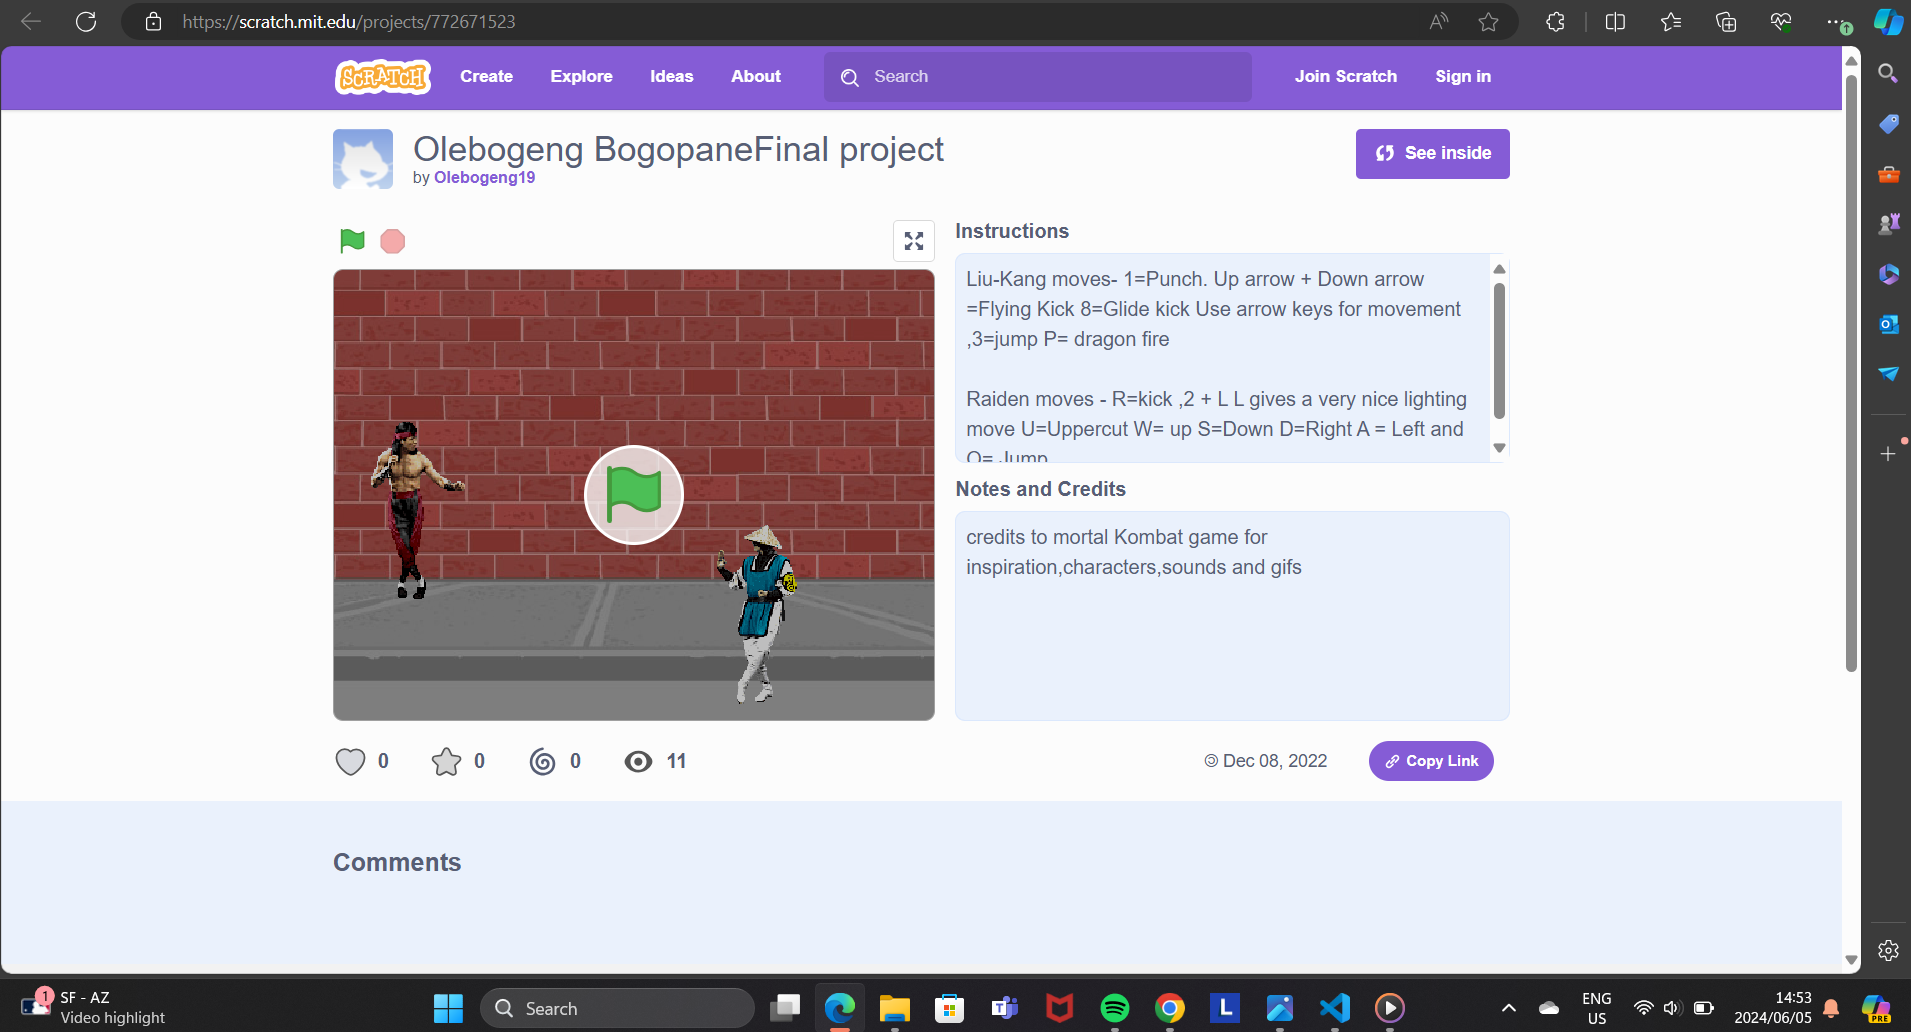 https://scratch.mit.edu/projects/772671523
SCRATCH
Create
Explore
Ideas
About
Search
Join Scratch
Sign in
Olebogeng BogopaneFinal project
by Olebogeng19
See inside
Instructions
Liu-Kang moves- 1=Punch. Up arrow + Down arrow
=Flying Kick 8=Glide kick Use arrow keys for movement
,3=jump P= dragon fire
Raiden moves - R=kick ,2 + L L gives a very nice lighting
move U=Uppercut W= up S=Down D=Right A = Left and
Jump
Notes and Credits
credits to mortal Kombat game for
inspiration,characters,sounds and gifs
0
0
0
11
© Dec 08, 2022
Copy Link
Comments
1
SF - AZ
Video highlight
Search
L
ENG
US
14:53
2024/06/05
PRE